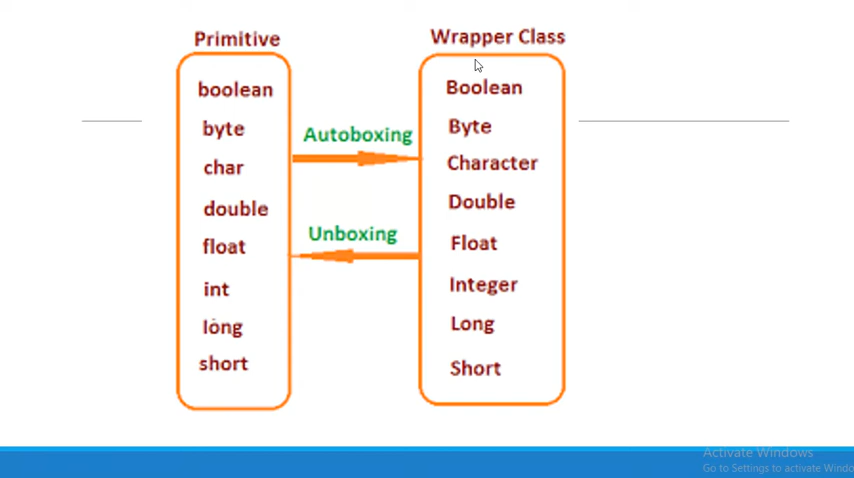 Primitive
boolean
byte
char
double
float
int
long
short
Autoboxing
Unboxing
Wrapper Class
Boolean
Byte
Character
Double
Float
Integer
Long
Short
Activate Windows
Go to Settings to activate Windo